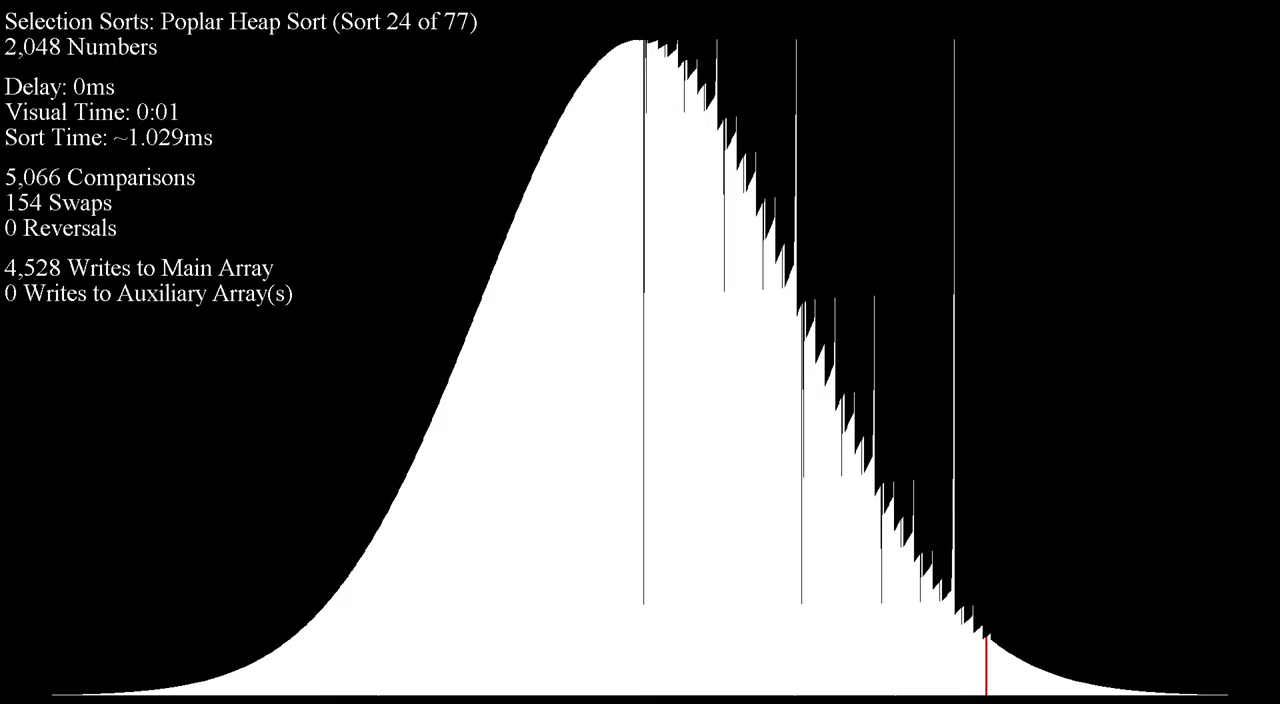 Selection Sorts: Poplar Heap Sort (Sort 24 of 77)
2,048 Numbers
Delay: 0ms
Visual Time: 0:01
Sort Time: ~1.029ms
5,066 Comparisons
154 Swaps
0 Reversals
4,528 Writes to Main Array
0 Writes to Auxiliary Array(s)